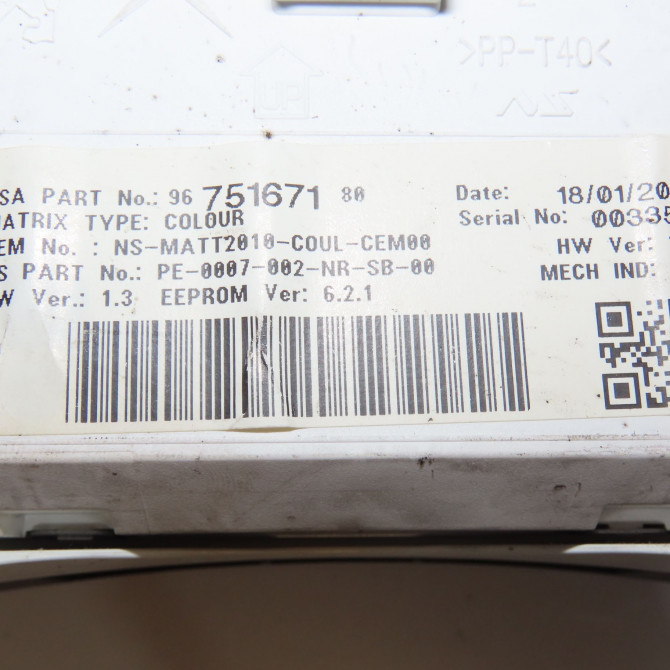 >PP-T40<
UP
SA PART No.: 96 751671 80 Date: 18/01/20
ATRIX TYPE: COLOUR Serial No: 00335
EM No. : NS-MATT2010-COUL-CEM00 HW Ver:
S PART No.: PE-0007-002-NR-SB-00 MECH IND:
W Ver.: 1.3 EEPROM Ver: 6.2.1